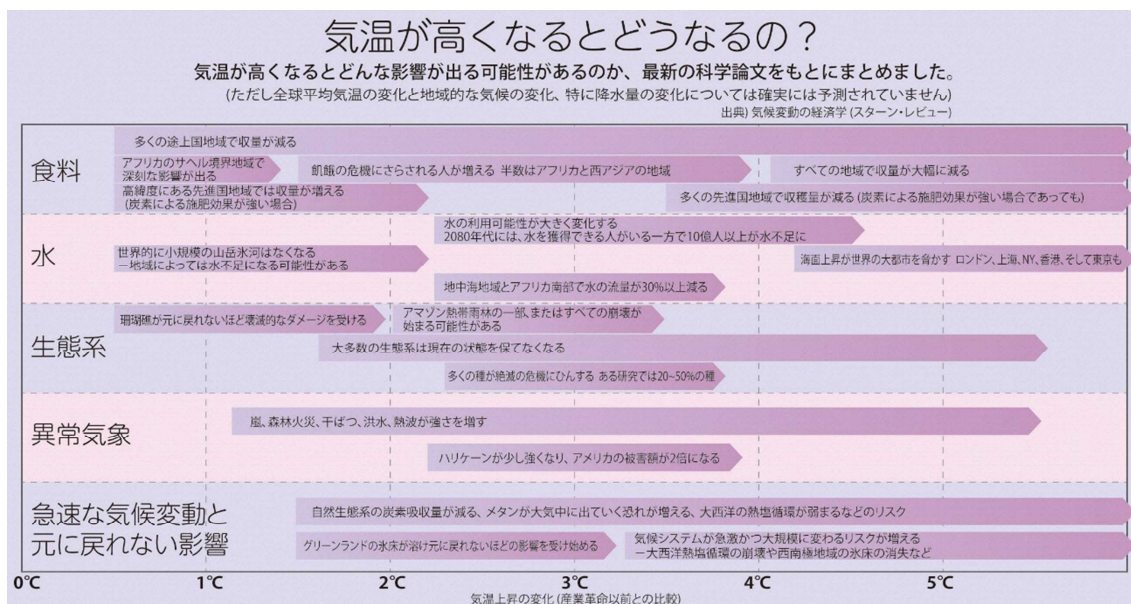 気温が高くなるとどうなるの？
気温が高くなるとどんな影響が出る可能性があるのか、最新の科学論文をもとにまとめました。
(ただし全球平均気温の変化と地域的な気候の変化、特に降水量の変化については確実には予測されていません)
出典) 気候変動の経済学 (スターン・レビュー)
食料
多くの途上国地域で収量が減る
アフリカのサヘル境界地域で
深刻な影響が出る
飢餓の危機にさらされる人が増える 半数はアフリカと西アジアの地域
すべての地域で収量が大幅に減る
高緯度にある先進国地域では収量が増える
(炭素による施肥効果が強い場合)
多くの先進国地域で収穫量が減る (炭素による施肥効果が強い場合であっても)
水
水の利用可能性が大きく変化する
2080年代には、水を獲得できる人がいる一方で10億人以上が水不足に
世界的に小規模の山岳氷河はなくなる
－地域によっては水不足になる可能性がある
海面上昇が世界の大都市を脅かす ロンドン、上海、NY、香港、そして東京も
地中海地域とアフリカ南部で水の流量が30%以上減る
生態系
珊瑚礁が元に戻れないほど壊滅的なダメージを受ける
アマゾン熱帯雨林の一部、またはすべての崩壊が
始まる可能性がある
大多数の生態系は現在の状態を保てなくなる
多くの種が絶滅の危機にひんする ある研究では20~50%の種
異常気象
嵐、森林火災、干ばつ、洪水、熱波が強さを増す
ハリケーンが少し強くなり、アメリカの被害額が2倍になる
急速な気候変動と
元に戻れない影響
自然生態系の炭素吸収量が減る、メタンが大気中に出ていく恐れが増える、大西洋の熱塩循環が弱まるなどのリスク
グリーンランドの氷床が溶け元に戻れないほどの影響を受け始める
気候システムが急激かつ大規模に変わるリスクが増える
－大西洋熱塩循環の崩壊や西南極地域の氷床の消失など
0℃ 1℃ 2℃ 3℃ 4℃ 5℃
気温上昇の変化 (産業革命以前との比較)